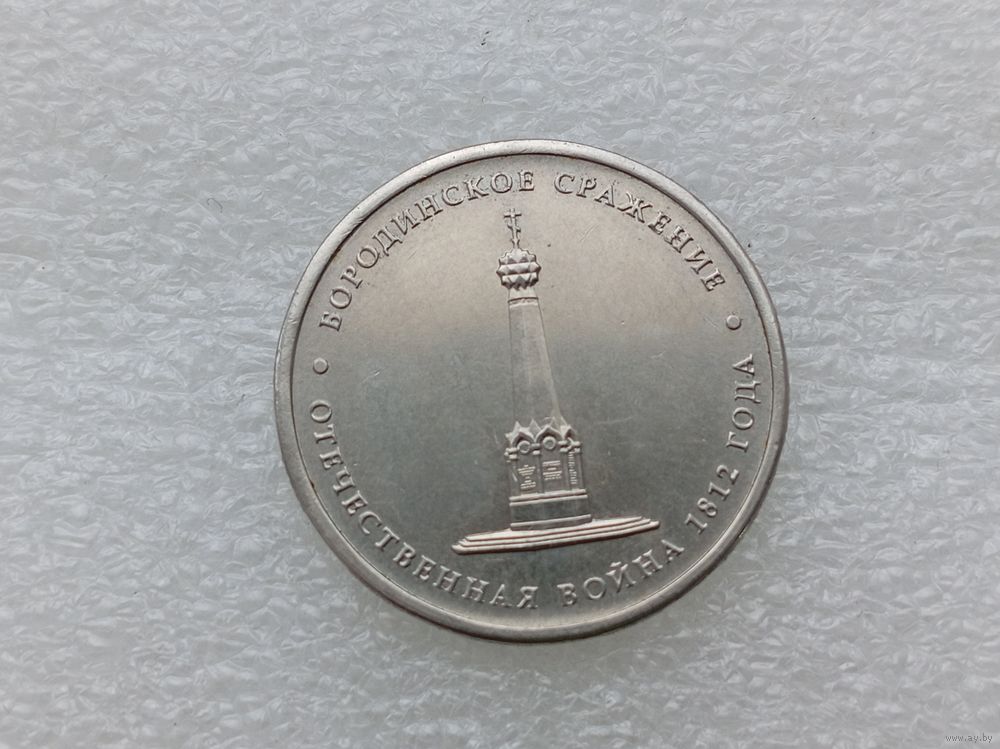 БОРОДИНСКОЕ СРАЖЕНИЕ
ОТЕЧЕСТВЕННАЯ ВОЙНА 1812 ГОДА
www.ay.by